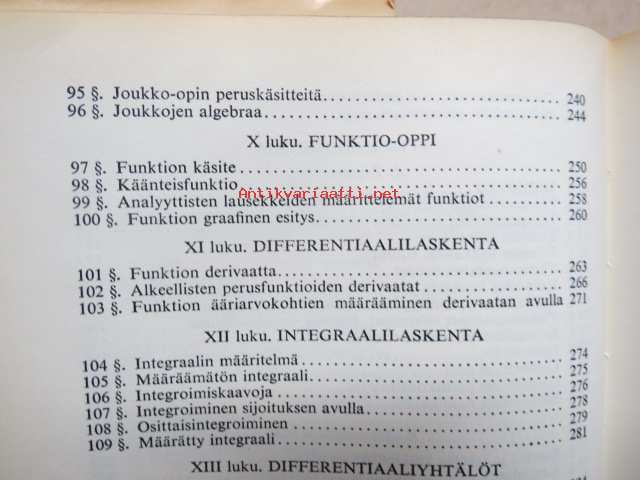 95 §. Joukko-opin peruskäsitteitä................................ 240
96 §. Joukkojen algebraa........................................ 244
X luku. FUNKTIO-OPPI
97 §. Funktion käsite............................................. 250
98 §. Käänteisfunktio............................................. 256
Antikvariaatti.net
99 §. Analyyttisten lausekkeiden määrittelemät funktiot ........ 258
100 §. Funktion graafinen esitys.................................. 260
XI luku. DIFFERENTIAALILASKENTA
101 §. Funktion derivaatta........................................ 263
102 §. Alkeellisten perusfunktioiden derivaatat .................. 266
103 §. Funktion ääriarvokohtien määrääminen derivaatan avulla 271
XII luku. INTEGRAALILASKENTA
104 §. Integraalin määritelmä .................................... 274
105 §. Määräämätön integraali.................................... 275
106 §. Integroimiskaavoja ........................................ 276
107 §. Integroiminen sijoituksen avulla........................... 278
108 §. Osittaisintegroiminen ..................................... 279
109 §. Määrätty integraali ........................................ 281
XIII luku. DIFFERENTIAALIYHTÄLÖT